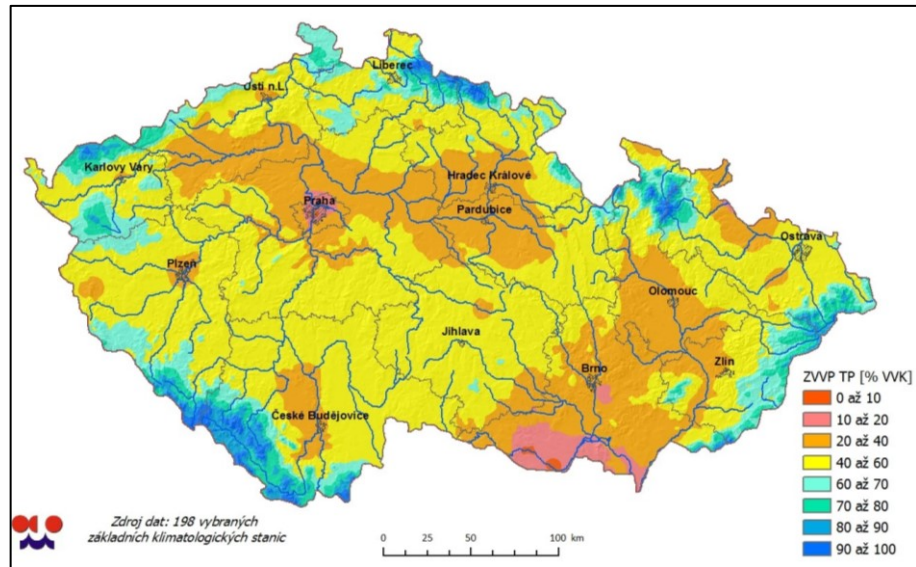 Liberec
Ústí n.L.
Karlovy Váry
Praha
Hradec Králové
Pardubice
Plzeň
Ostrava
Olomouc
Jihlava
Zlín
Brno
České Budějovice
ZVVP TP [% VVK]
0 až 10
10 až 20
20 až 40
40 až 60
60 až 70
70 až 80
80 až 90
90 až 100
Zdroj dat: 198 vybraných
základních klimatologických stanic
0 25 50 100 km